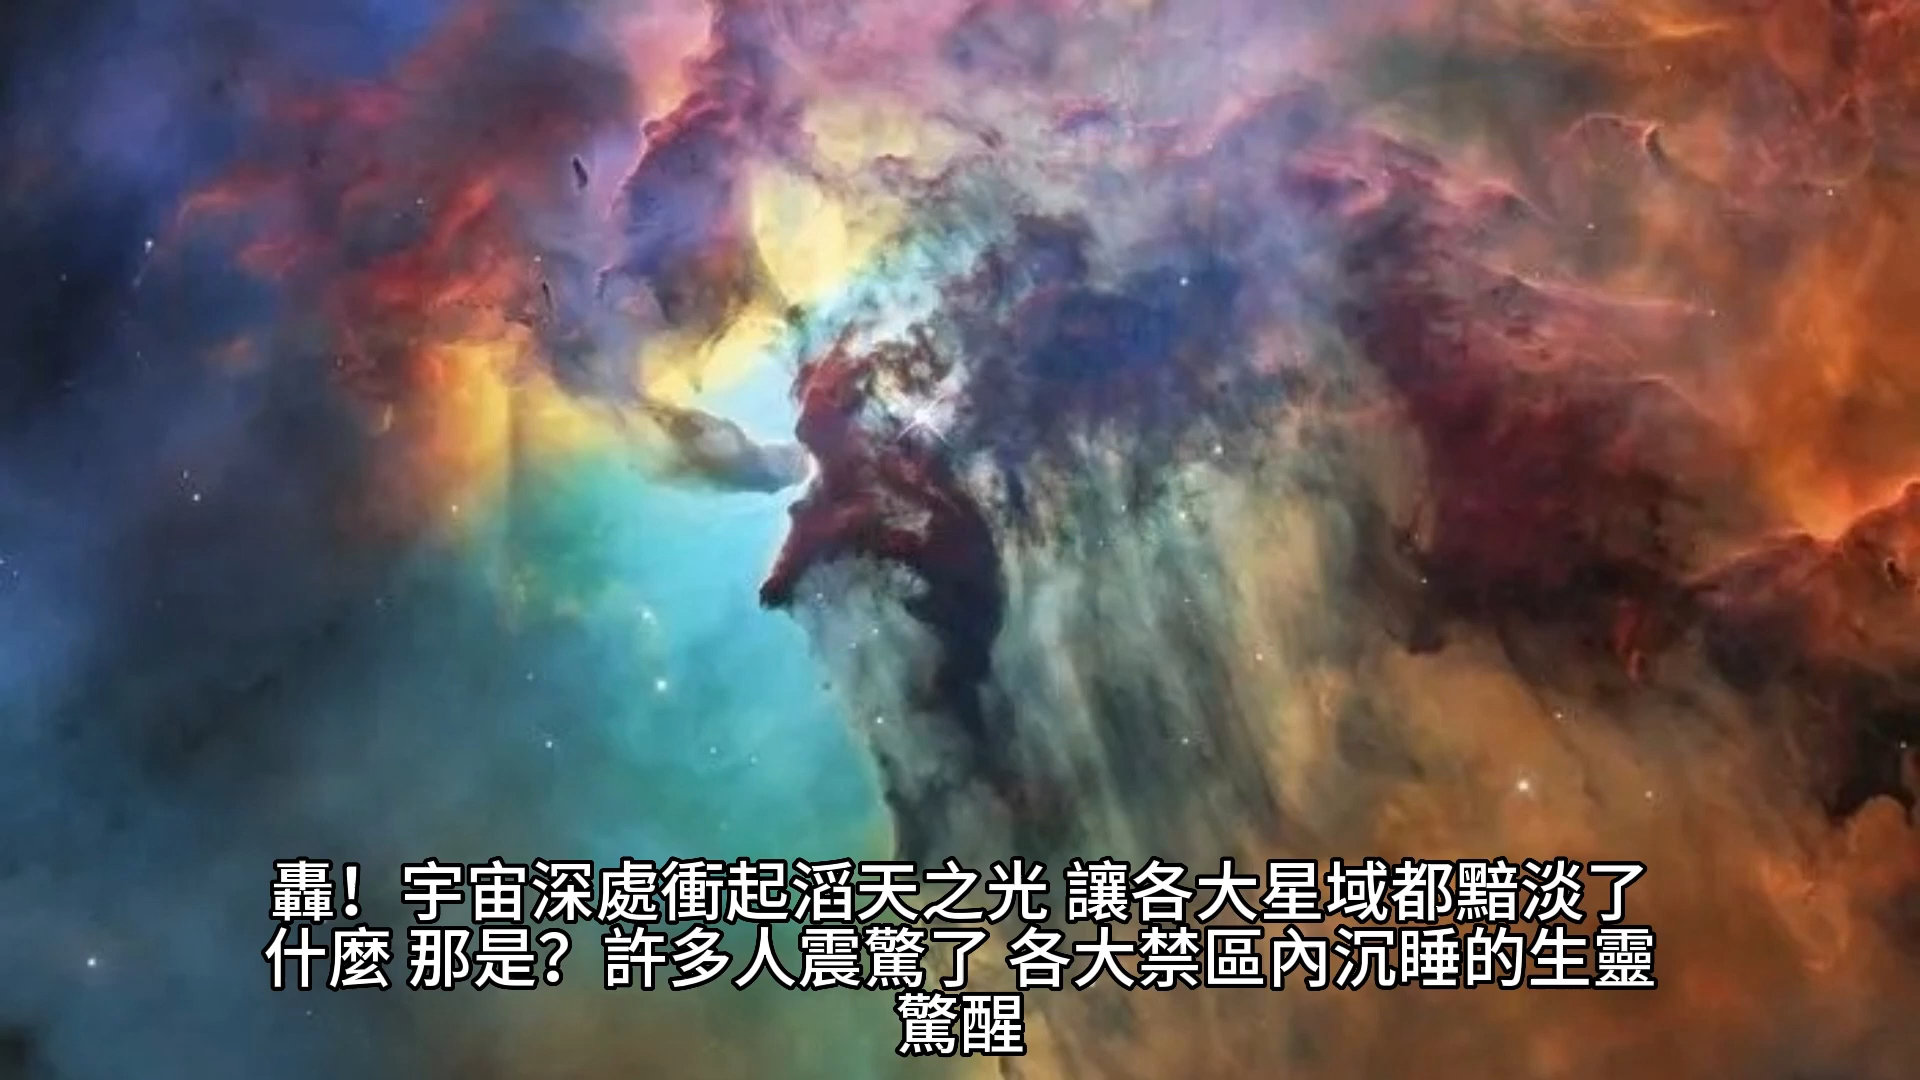 轟！宇宙深處衝起滔天之光 讓各大星域都黯淡了
什麼 那是？許多人震驚了 各大禁區內沉睡的生靈
驚醒